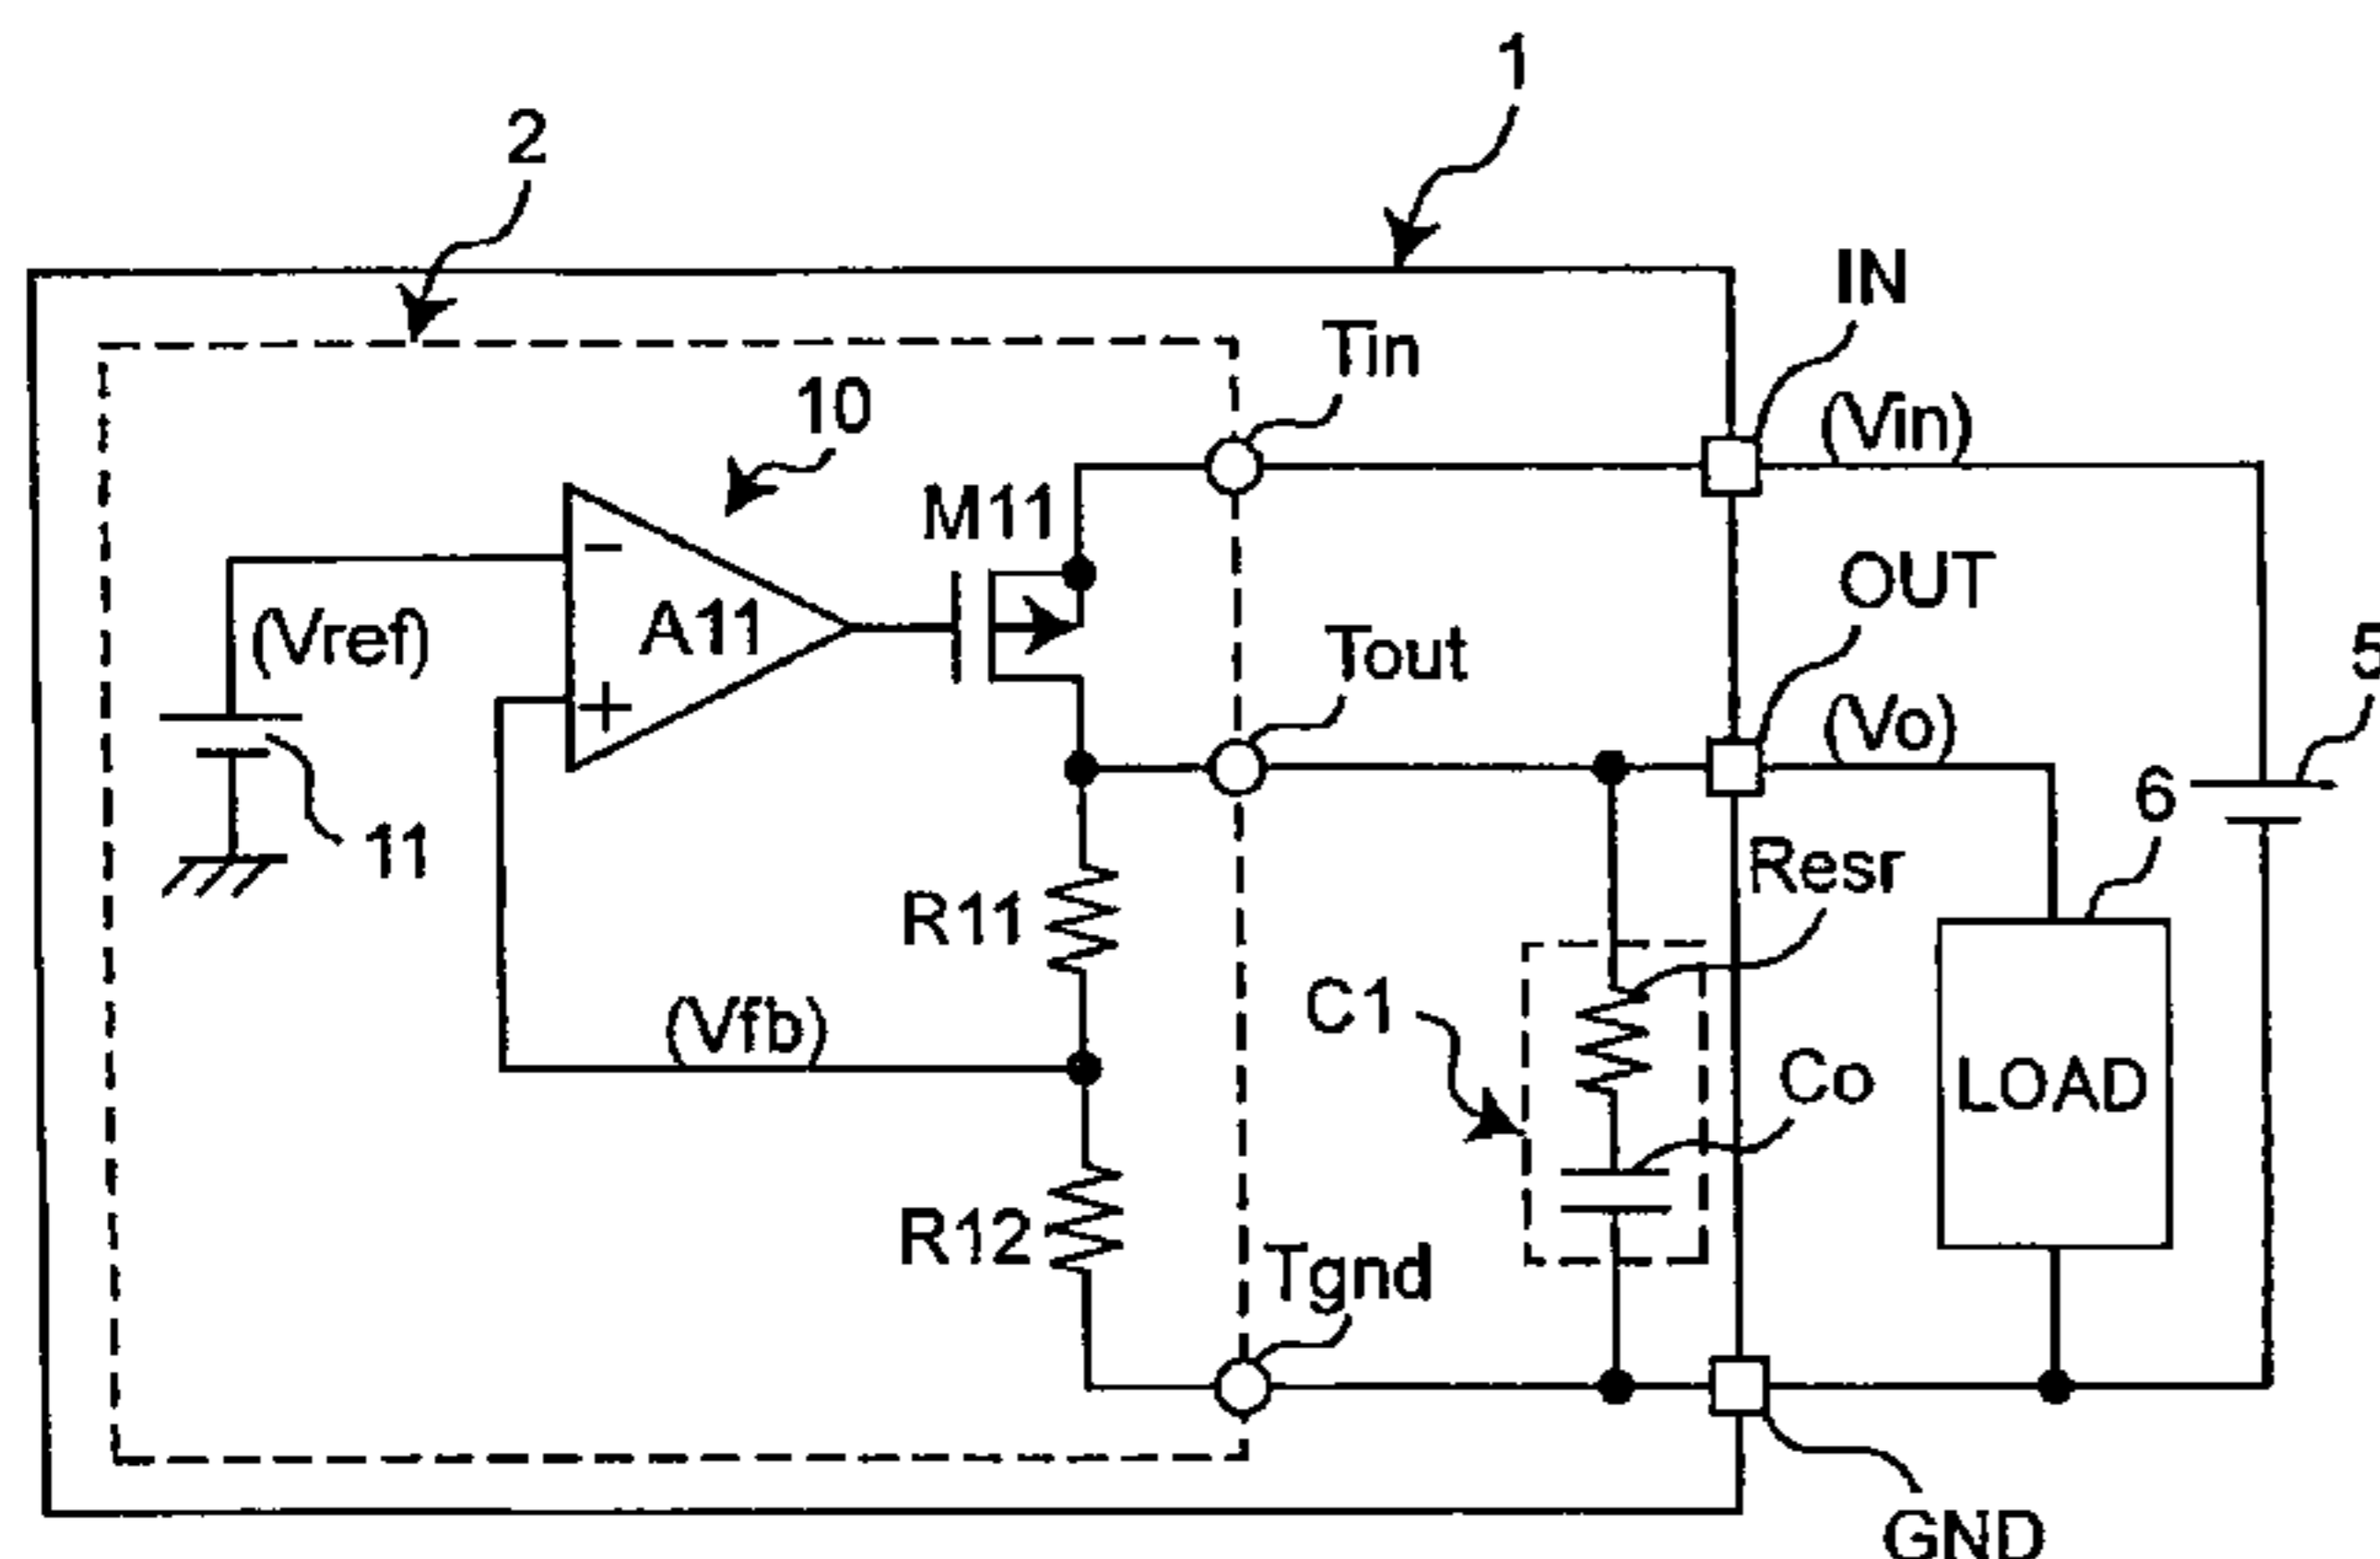 1
2
IN
Tin
10
(Vin)
M11
OUT
A11
(Vref)
Tout
5
(Vo)
6
11
Resr
R11
C1
(Vfb)
Co
LOAD
R12
Tgnd
GND
−
+